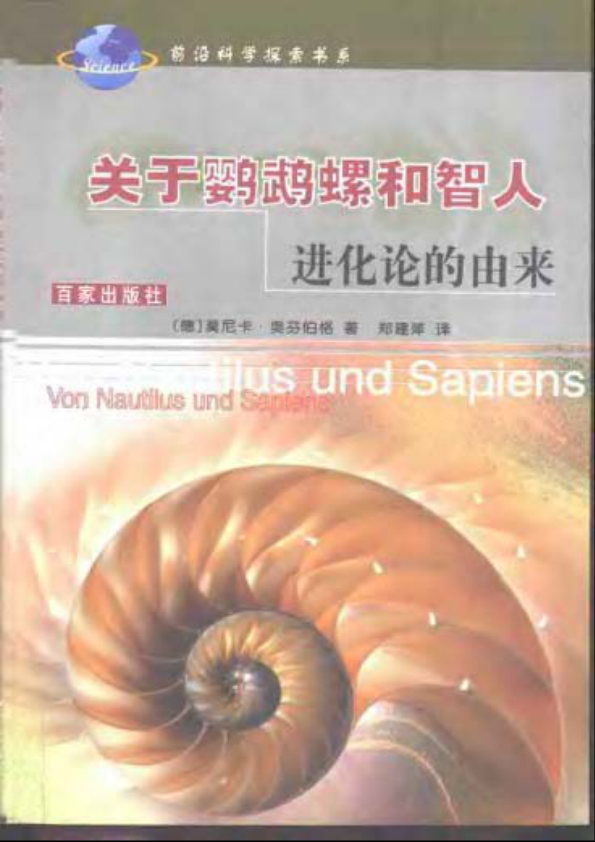 Science
前沿科学探索书系
关于鹦鹉螺和智人
进化论的由来
百家出版社
〔德〕莫尼卡·奥芬伯格 著 郑建萍 译
Nautilus und Sapiens
Von Nautilus und Sapiens